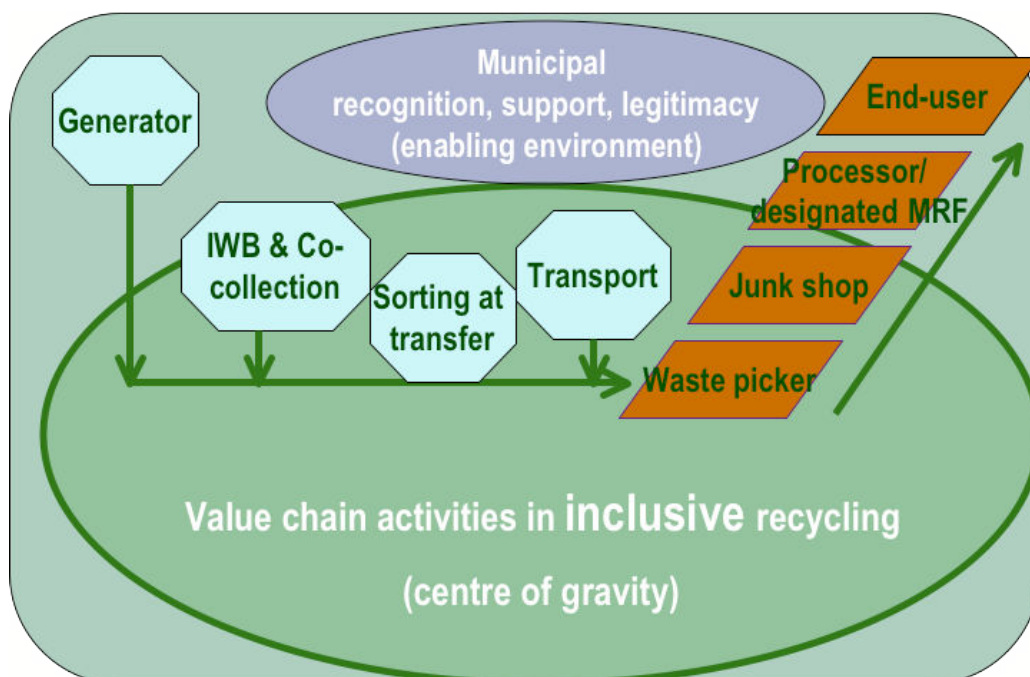 Municipal
recognition, support, legitimacy
(enabling environment)
End-user
Generator
Processor/
designated MRF
IWB & Co-
collection
Sorting at
transfer
Transport
Junk shop
Waste picker
Value chain activities in inclusive recycling
(centre of gravity)